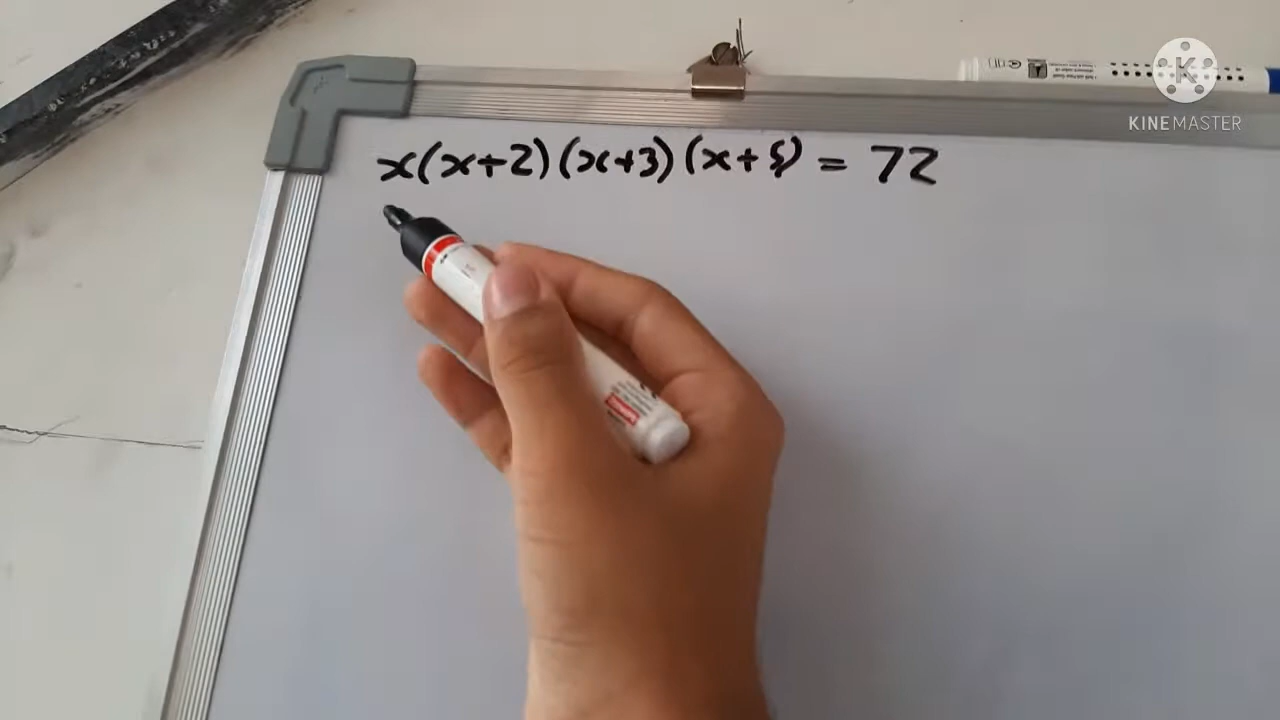 x(x+2)(x+3)(x+5) = 72
KINEMASTER